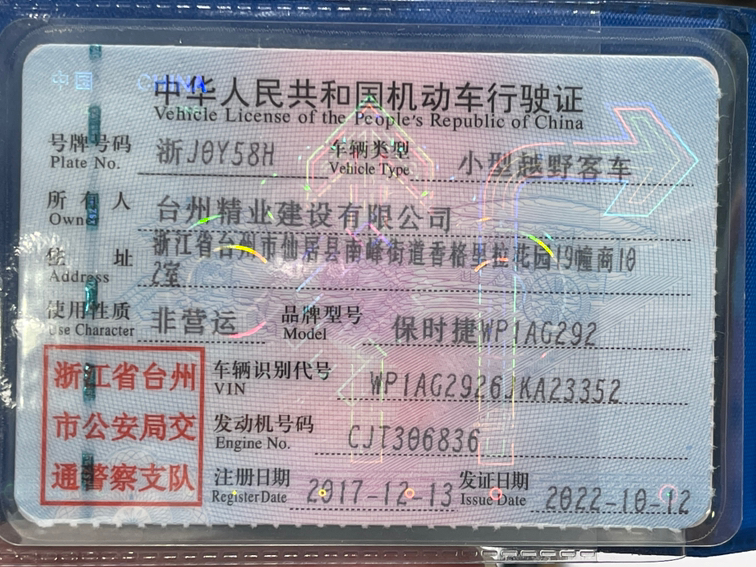 中国 CHINA
中华人民共和国机动车行驶证
Vehicle License of the People's Republic of China
号牌号码 浙J0Y58H 车辆类型 小型越野客车
Plate No. Vehicle Type
所有人 台州精业建设有限公司
Owner
住址 浙江省台州市仙居县南峰街道香格里拉花园19幢商10
Address 2室
使用性质 非营运 品牌型号 保时捷WP1AG292
Use Character Model
浙江省台州
市公安局交
通警察支队
车辆识别代号 WP1AG2926JKA23352
VIN
发动机号码 CJT306836
Engine No.
注册日期 2017-12-13 发证日期 2022-10-12
Register Date Issue Date